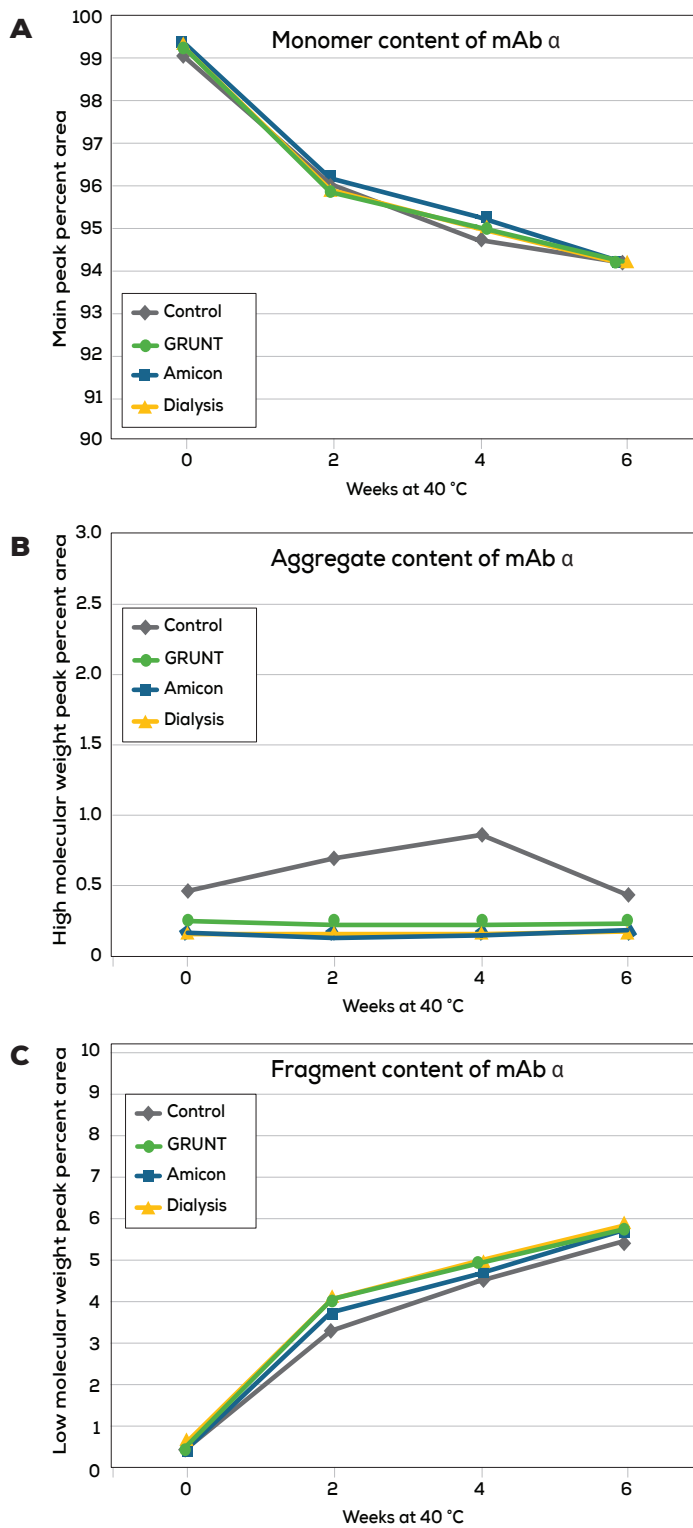 A
Monomer content of mAb α
Main peak percent area
100
99
98
97
96
95
94
93
92
91
90
Control
GRUNT
Amicon
Dialysis
0 2 4 6
Weeks at 40 °C
B
Aggregate content of mAb α
High molecular weight peak percent area
3.0
2.5
2.0
1.5
1.0
0.5
0
Control
GRUNT
Amicon
Dialysis
0 2 4 6
Weeks at 40 °C
C
Fragment content of mAb α
Low molecular weight peak percent area
10
9
8
7
6
5
4
3
2
1
0
Control
GRUNT
Amicon
Dialysis
0 2 4 6
Weeks at 40 °C